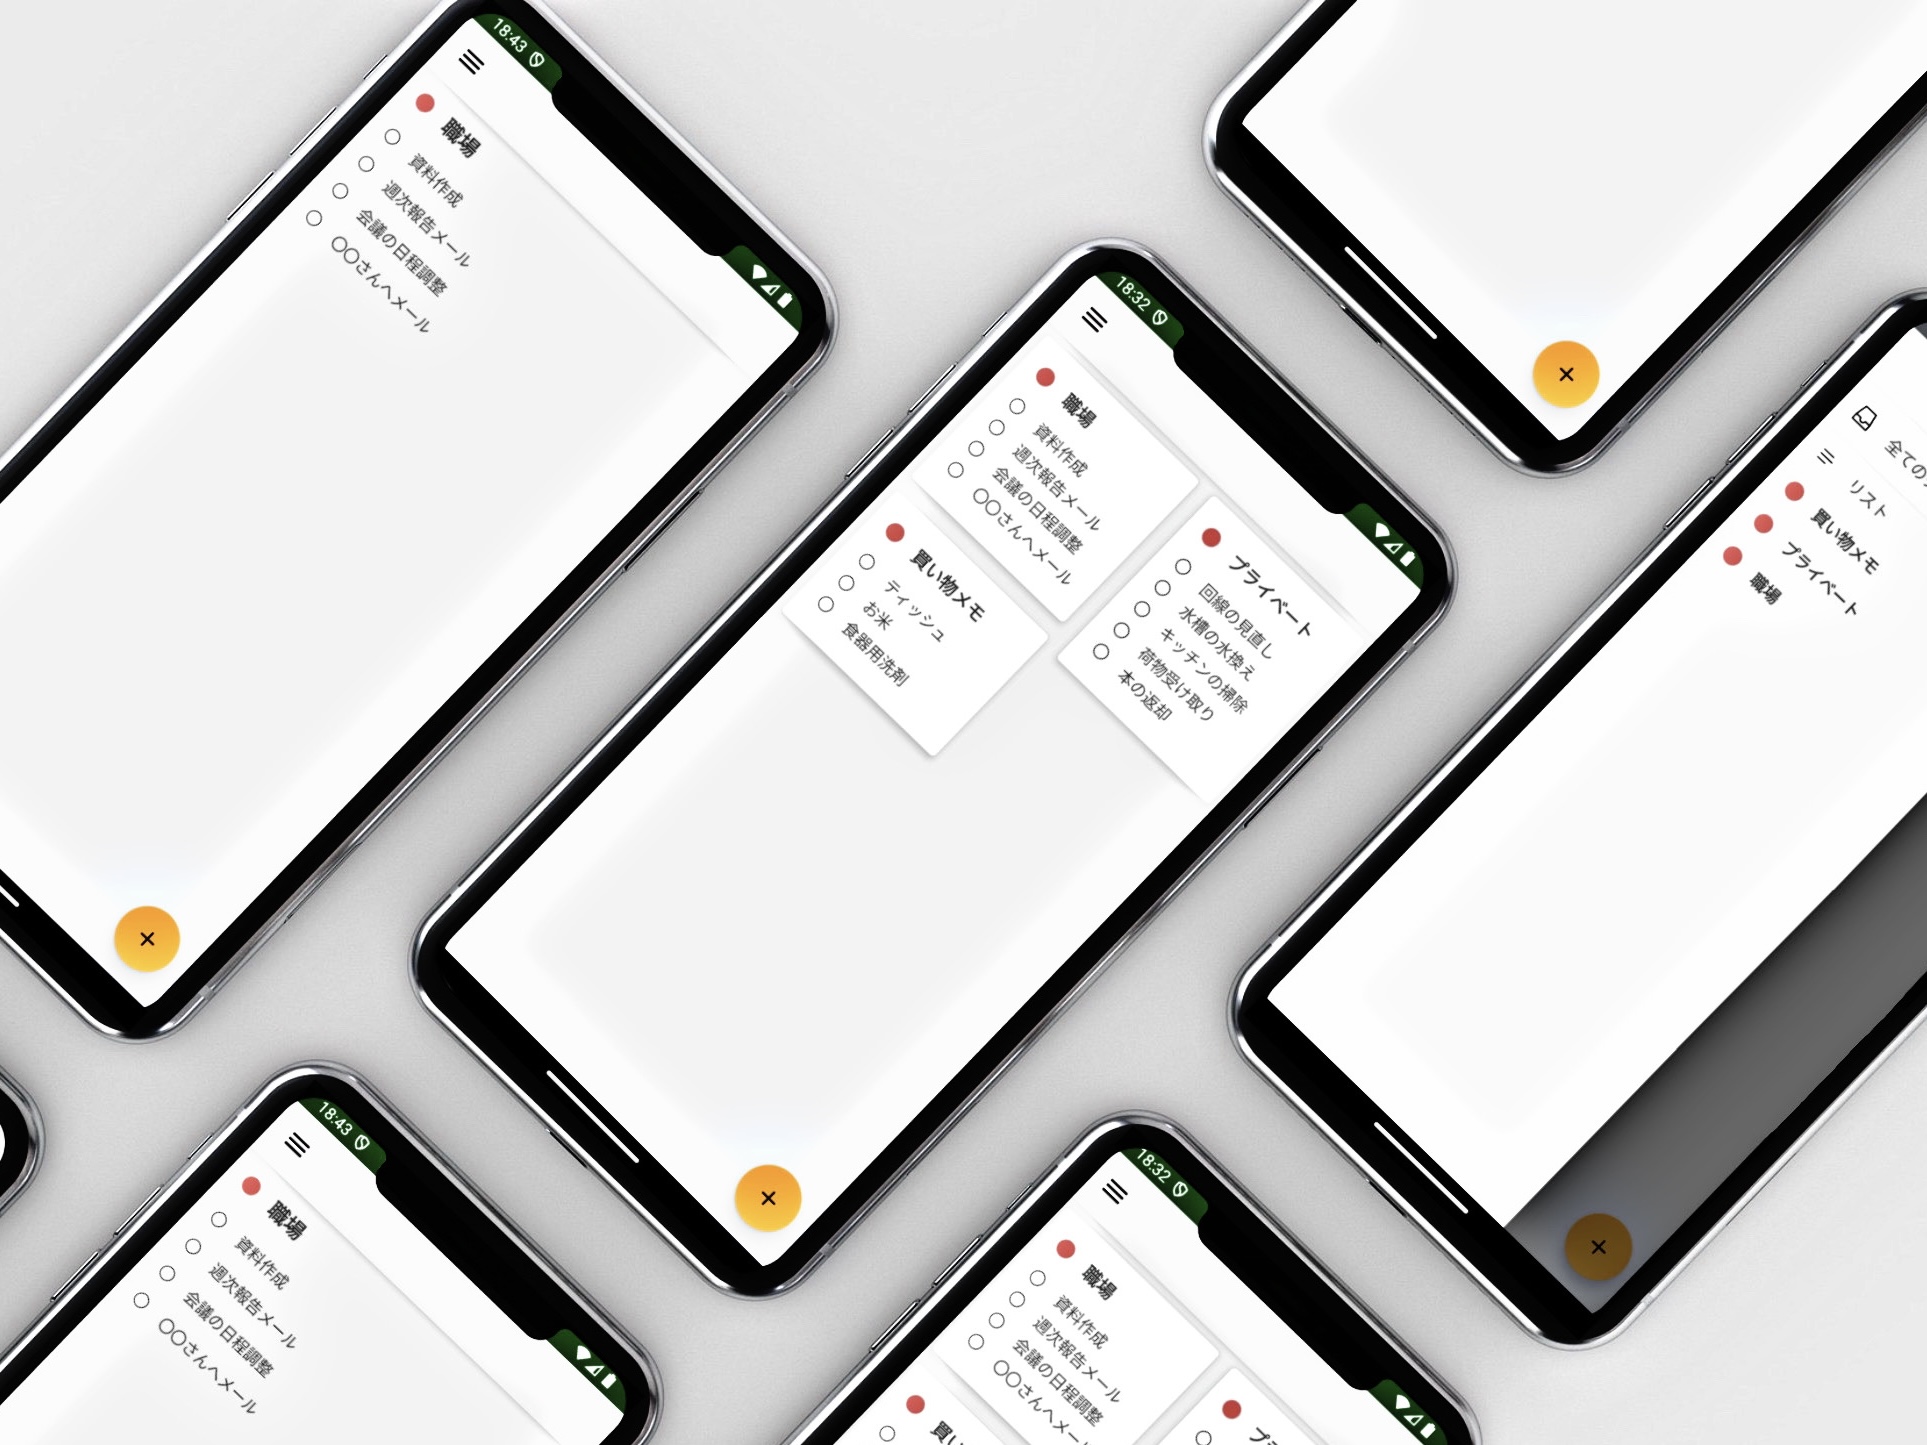 18:43
職場
資料作成
週次報告メール
会議の日程調整
〇〇さんへメール
18:32
職場
資料作成
週次報告メール
会議の日程調整
〇〇さんへメール
買い物メモ
ティッシュ
お米
食器用洗剤
プライベート
回線の見直し
水槽の水換え
キッチンの掃除
荷物受け取り
本の返却
全ての
リスト
買い物メモ
プライベート
職場
18:43
職場
資料作成
週次報告メール
会議の日程調整
〇〇さんへメール
18:32
職場
資料作成
週次報告メール
会議の日程調整
〇〇さんへメー
買い
プラ